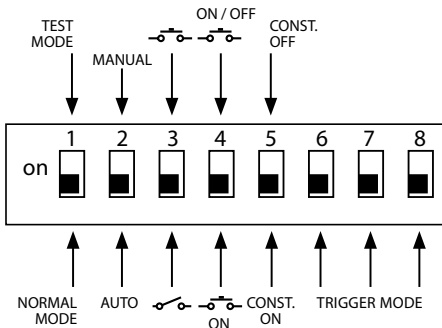 ON / OFF
TEST MODE
CONST. OFF
MANUAL
1 2 3 4 5 6 7 8
on
NORMAL MODE
AUTO
CONST. ON
TRIGGER MODE
ON